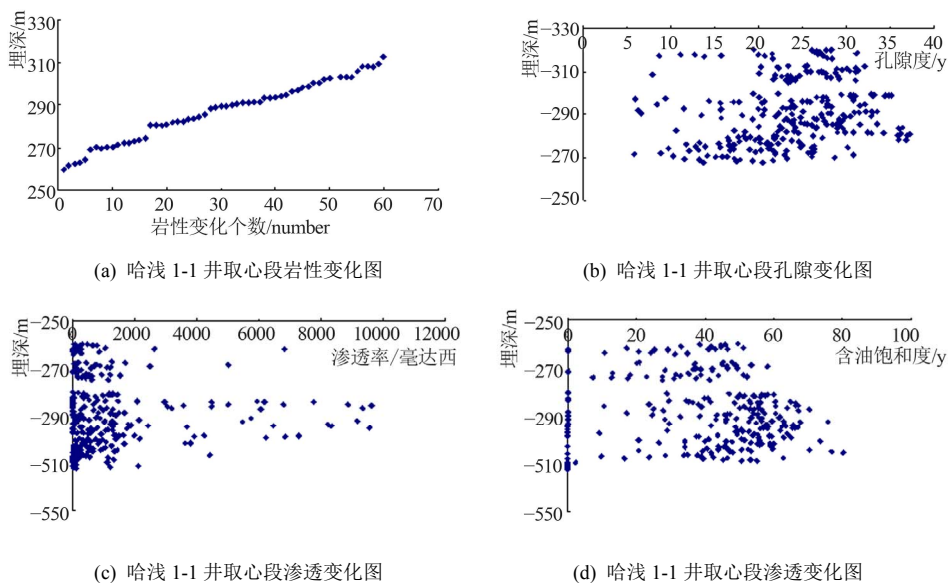 埋深/m
330
310
290
270
250
0 10 20 30 40 50 60 70
岩性变化个数/number
(a) 哈浅 1-1 井取心段岩性变化图
埋深/m
−330
−310
−290
−270
−250
0 5 10 15 20 25 30 35 40
孔隙度/y
(b) 哈浅 1-1 井取心段孔隙变化图
埋深/m
−250
−270
−290
−510
−550
0 2000 4000 6000 8000 10000 12000
渗透率/毫达西
(c) 哈浅 1-1 井取心段渗透变化图
埋深/m
−250
−270
−290
−510
−550
0 20 40 60 80 100
含油饱和度/y
(d) 哈浅 1-1 井取心段渗透变化图